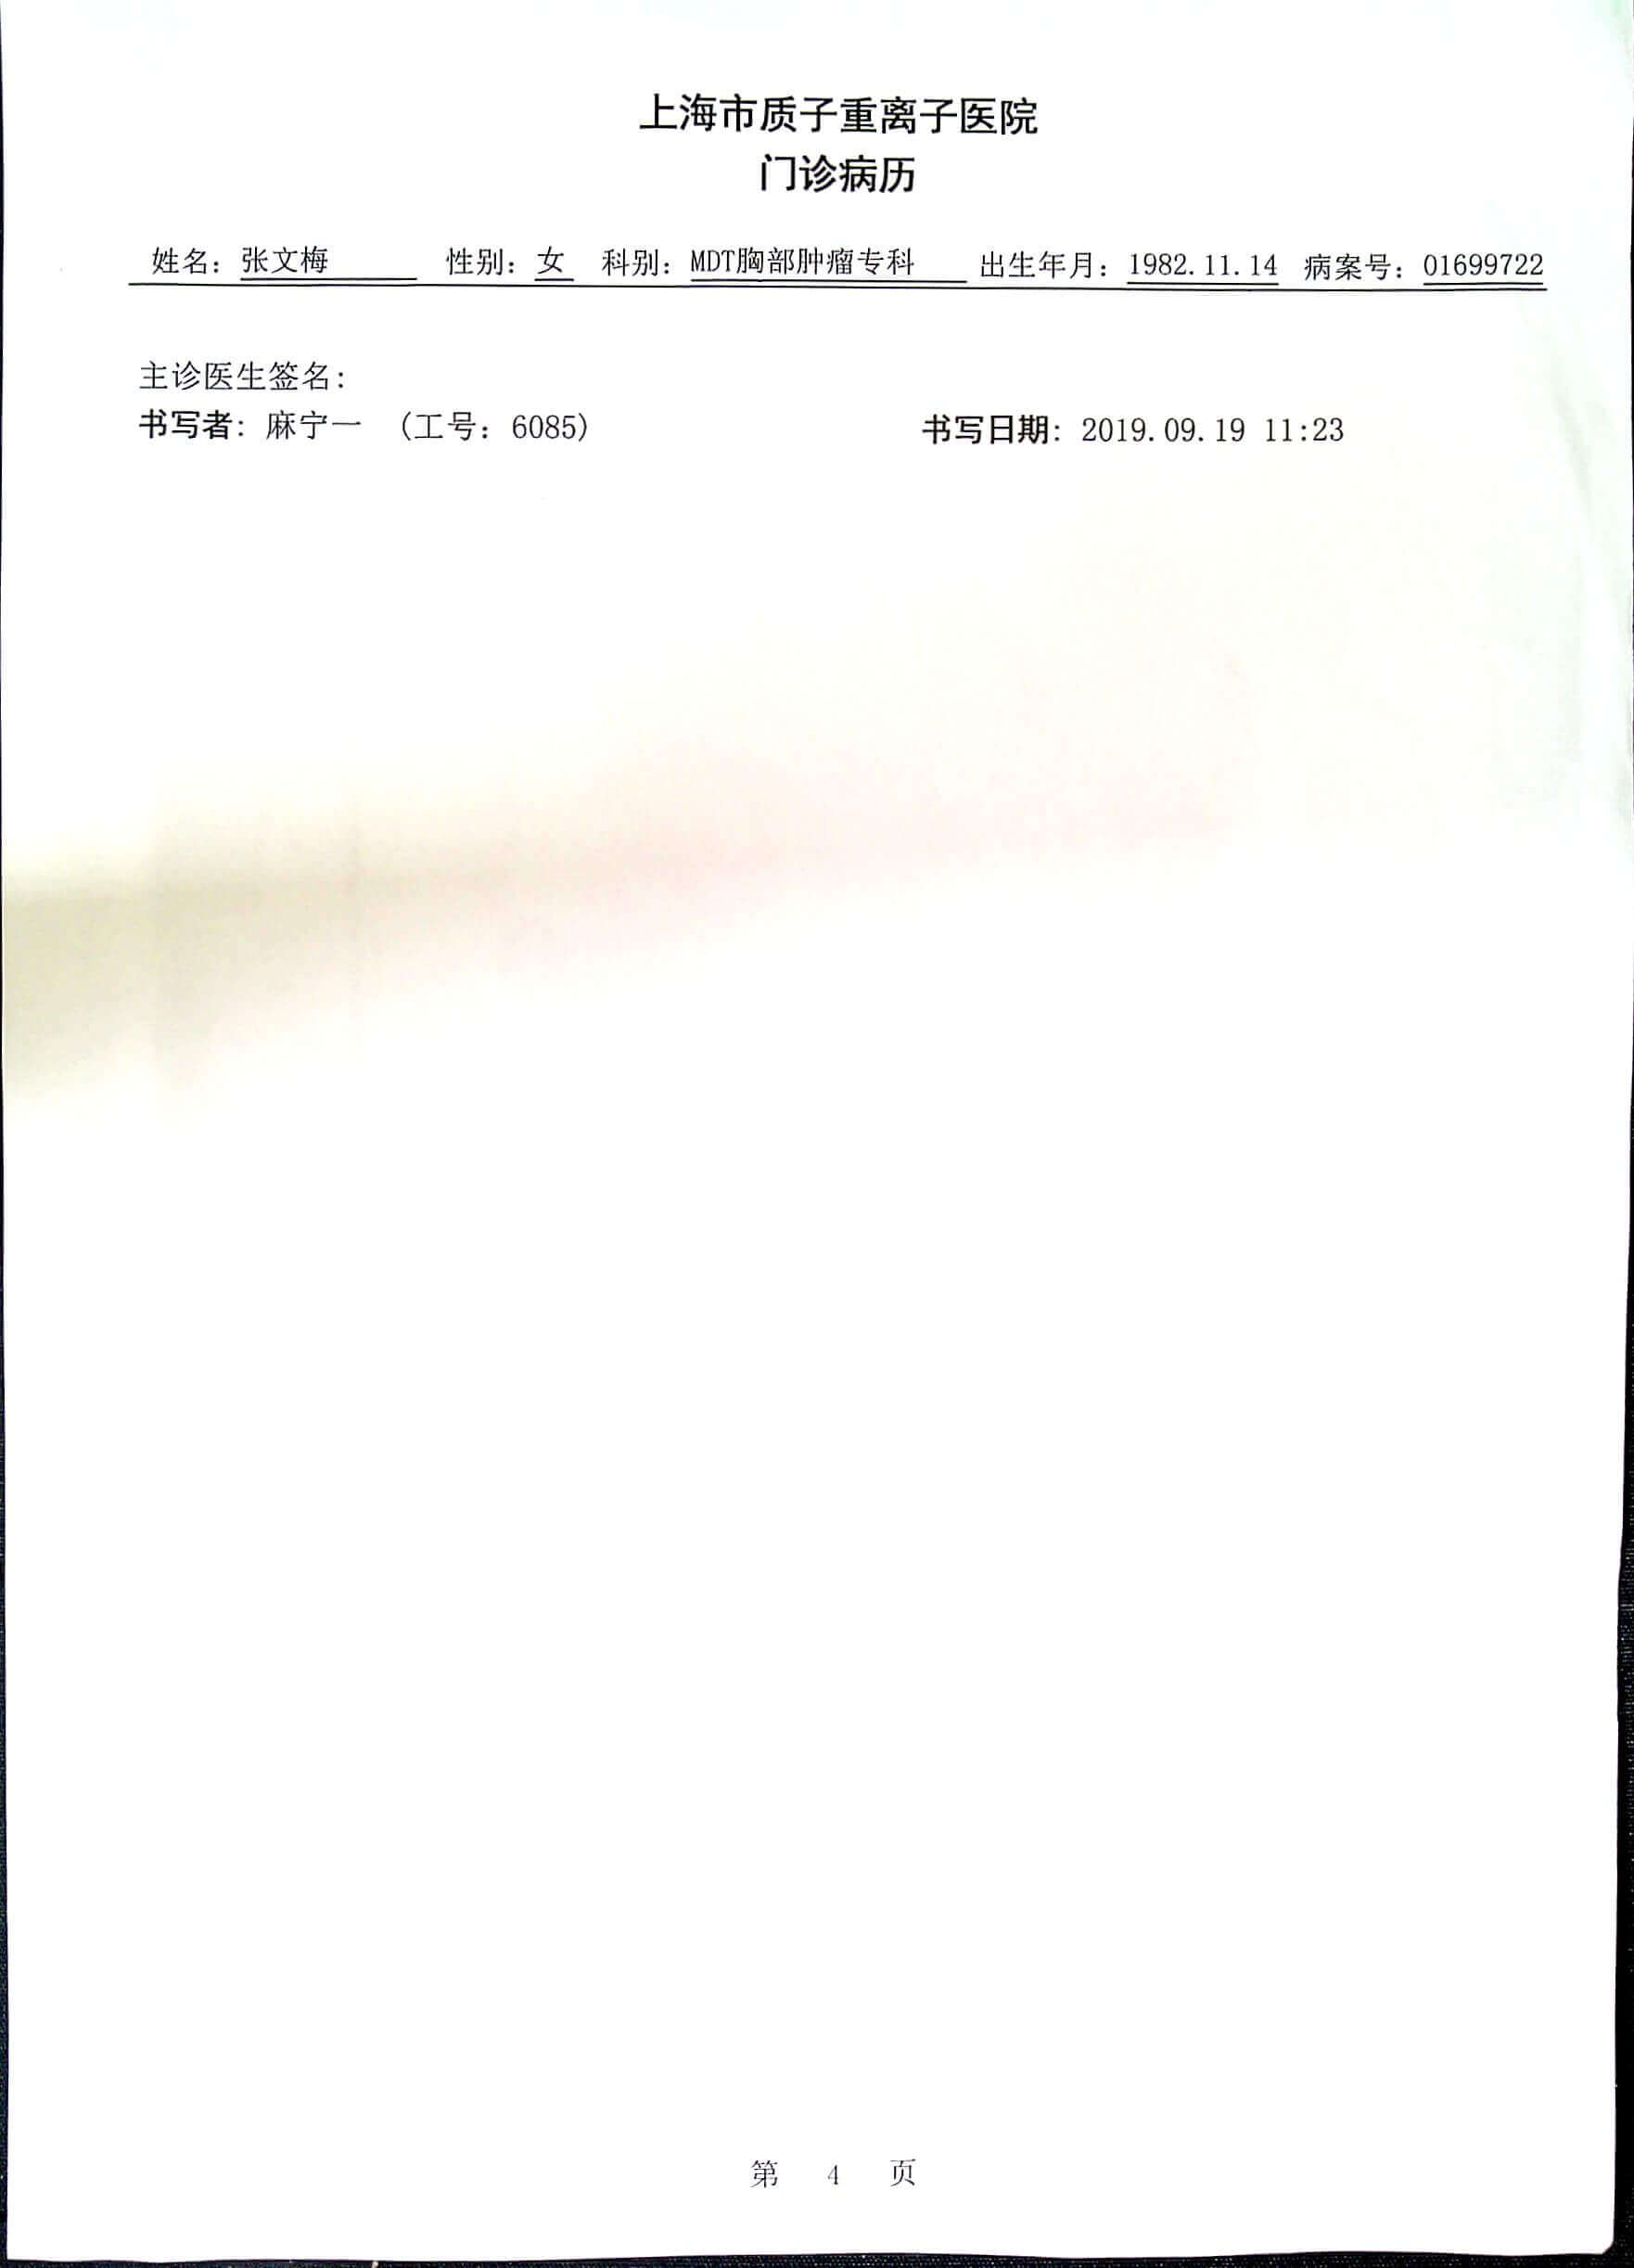 上海市质子重离子医院
门诊病历
姓名：张文梅 性别：女 科别：MDT胸部肿瘤专科 出生年月：1982.11.14 病案号：01699722
主诊医生签名：
书写者：麻宁一 （工号：6085） 书写日期：2019.09.19 11:23
第 4 页